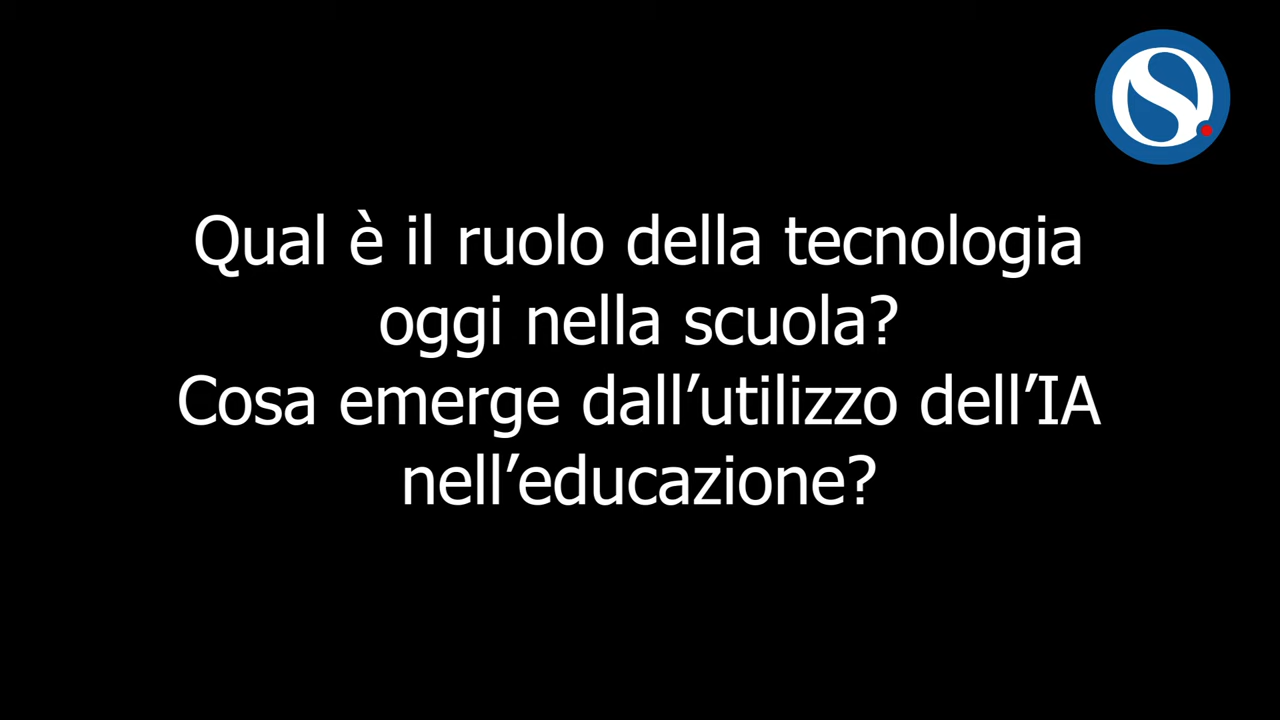 Qual è il ruolo della tecnologia
oggi nella scuola?
Cosa emerge dall’utilizzo dell’IA
nell’educazione?